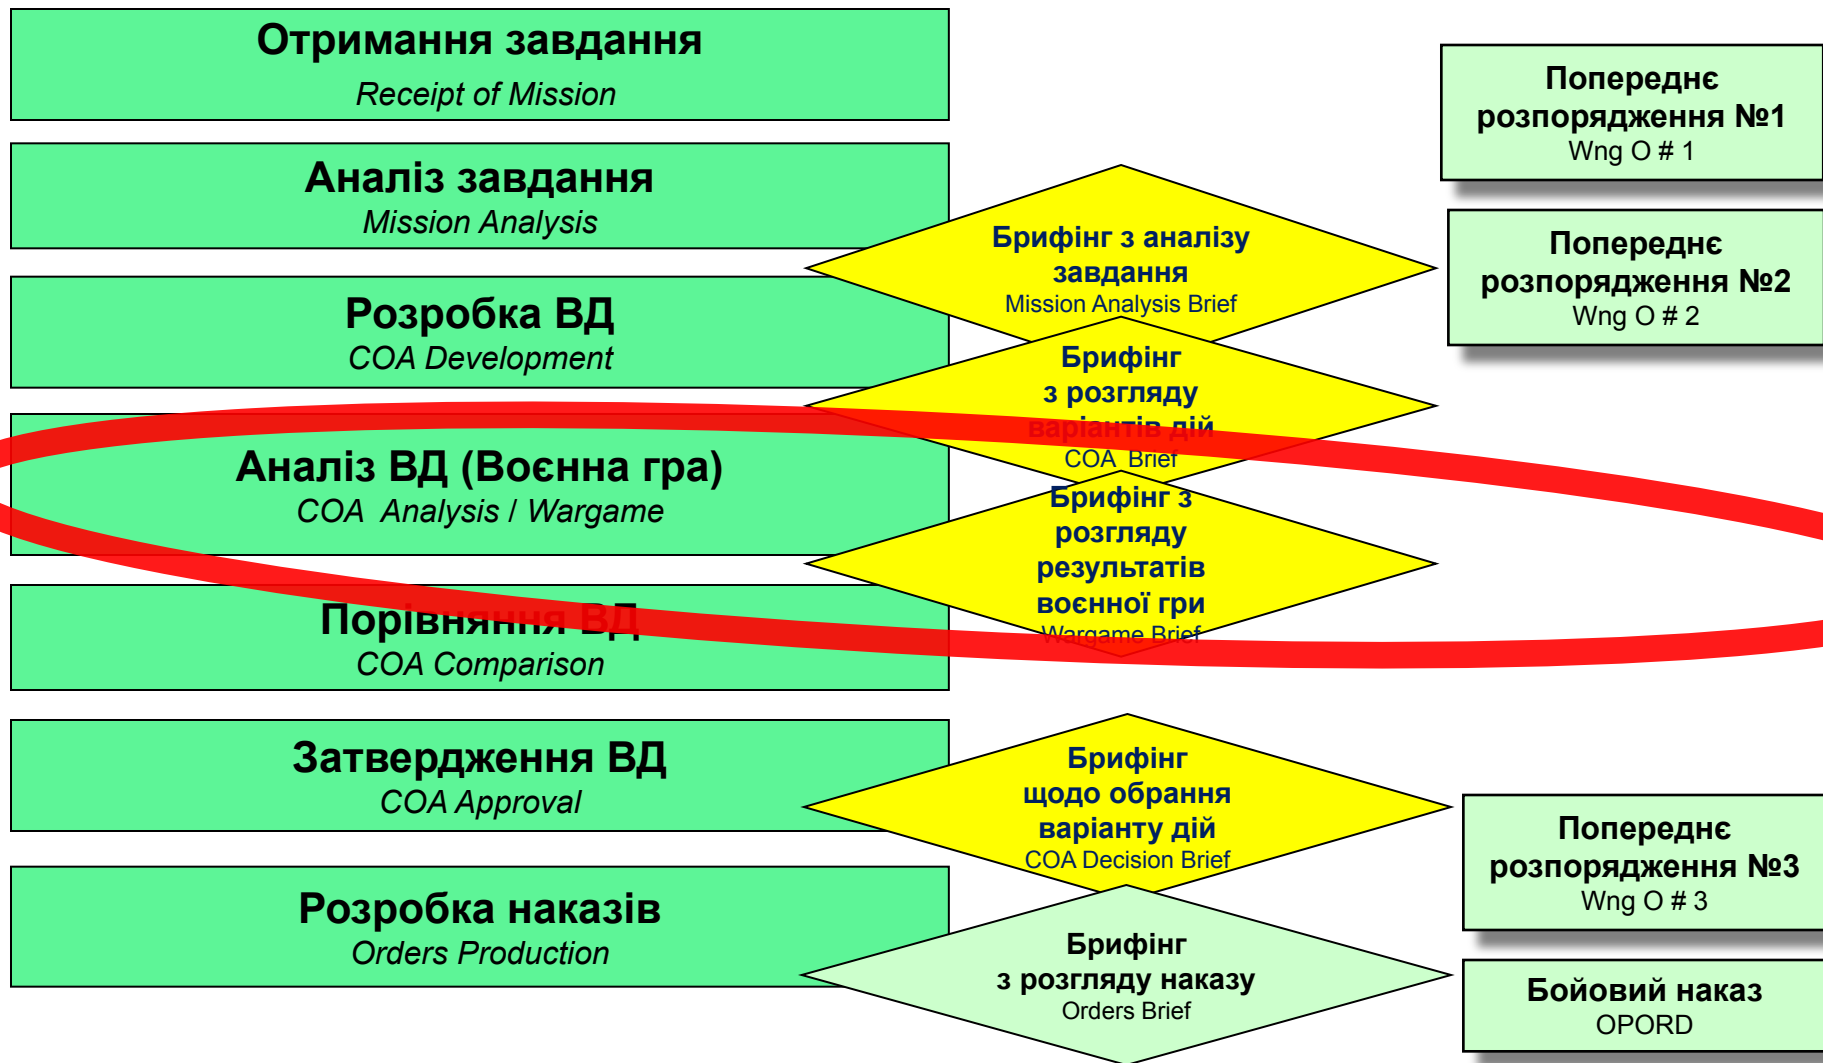 Отримання завдання
Receipt of Mission
Аналіз завдання
Mission Analysis
Розробка ВД
COA Development
Аналіз ВД (Воєнна гра)
COA Analysis / Wargame
Порівняння ВД
COA Comparison
Затвердження ВД
COA Approval
Розробка наказів
Orders Production
Брифінг з аналізу
завдання
Mission Analysis Brief
Брифінг
з розгляду
варіантів дій
COA Brief
Брифінг з
розгляду
результатів
воєнної гри
Wargame Brief
Брифінг
щодо обрання
варіанту дій
COA Decision Brief
Брифінг
з розгляду наказу
Orders Brief
Попереднє
розпорядження №1
Wng O # 1
Попереднє
розпорядження №2
Wng O # 2
Попереднє
розпорядження №3
Wng O # 3
Бойовий наказ
OPORD